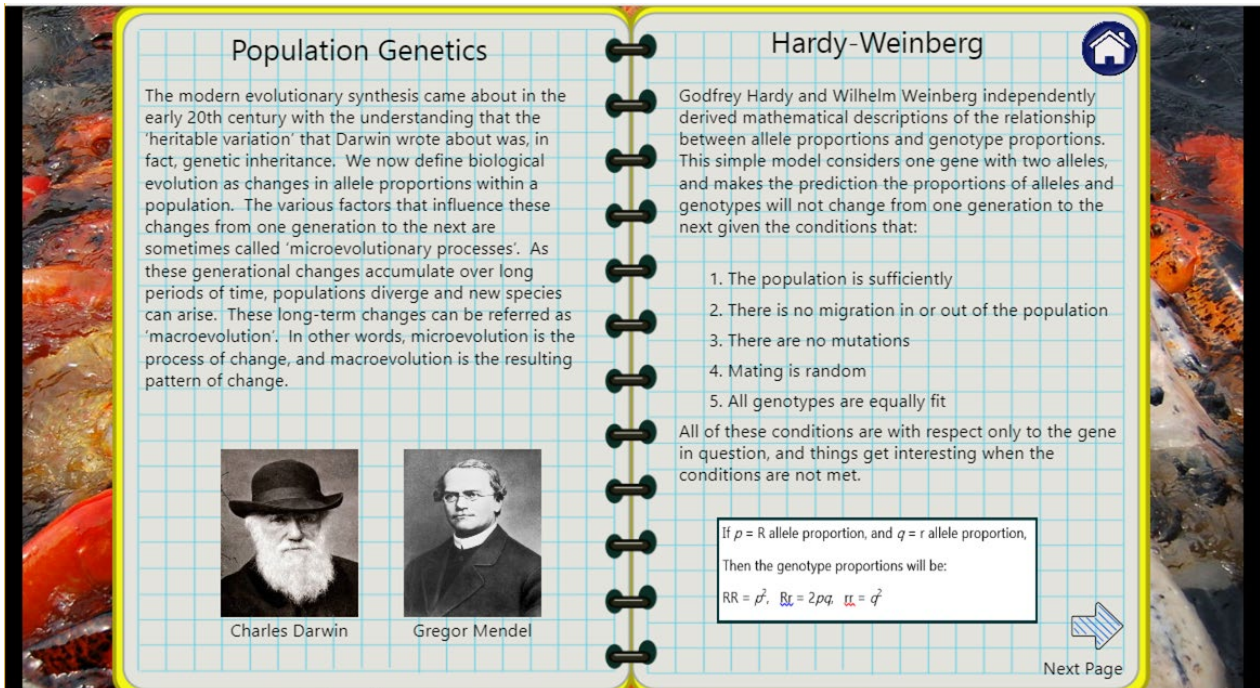 Population Genetics
The modern evolutionary synthesis came about in the
early 20th century with the understanding that the
‘heritable variation’ that Darwin wrote about was, in
fact, genetic inheritance.  We now define biological
evolution as changes in allele proportions within a
population.  The various factors that influence these
changes from one generation to the next are
sometimes called ‘microevolutionary processes’.  As
these generational changes accumulate over long
periods of time, populations diverge and new species
can arise.  These long-term changes can be referred as
‘macroevolution’.  In other words, microevolution is the
process of change, and macroevolution is the resulting
pattern of change.
Charles Darwin
Gregor Mendel
Hardy-Weinberg
Godfrey Hardy and Wilhelm Weinberg independently
derived mathematical descriptions of the relationship
between allele proportions and genotype proportions.
This simple model considers one gene with two alleles,
and makes the prediction the proportions of alleles and
genotypes will not change from one generation to the
next given the conditions that:
1. The population is sufficiently
2. There is no migration in or out of the population
3. There are no mutations
4. Mating is random
5. All genotypes are equally fit
All of these conditions are with respect only to the gene
in question, and things get interesting when the
conditions are not met.
If p = R allele proportion, and q = r allele proportion,
Then the genotype proportions will be:
RR = p², Rr = 2pq, rr = q²
Next Page